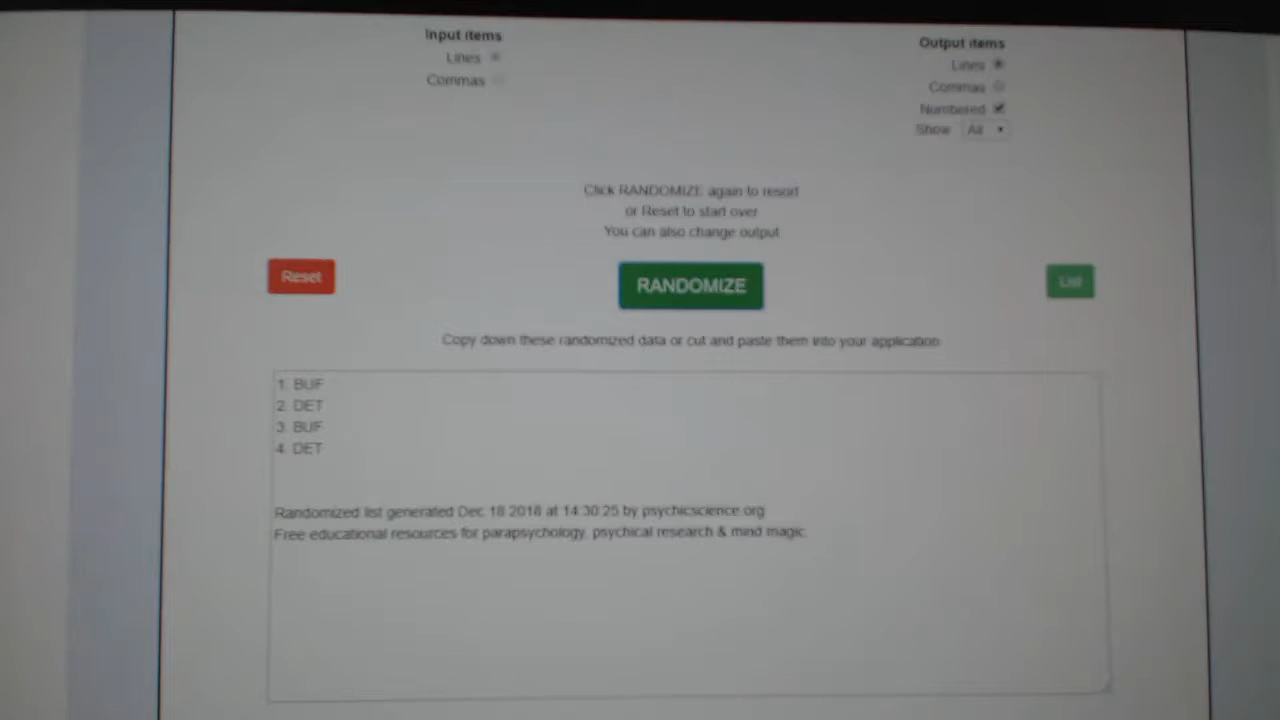 Input items
Lines
Commas
Output items
Lines
Commas
Numbered
Show All
Click RANDOMIZE again to resort
or Reset to start over
You can also change output
Reset
RANDOMIZE
List
Copy down these randomized data or cut and paste them into your application
1. BUF
2. DET
3. BUF
4. DET
Randomized list generated Dec 18 2018 at 14:30:25 by psychicscience.org
Free educational resources for parapsychology, psychical research & mind magic.